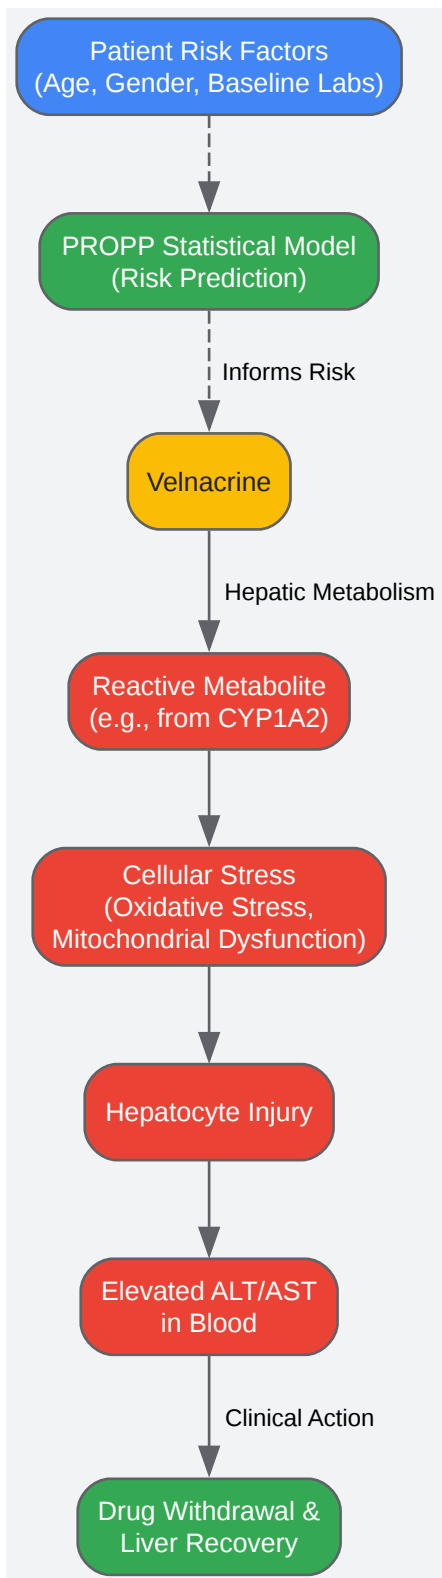 Patient Risk Factors
(Age, Gender, Baseline Labs)
PROPP Statistical Model
(Risk Prediction)
Informs Risk
Velnacrine
Hepatic Metabolism
Reactive Metabolite
(e.g., from CYP1A2)
Cellular Stress
(Oxidative Stress,
Mitochondrial Dysfunction)
Hepatocyte Injury
Elevated ALT/AST
in Blood
Clinical Action
Drug Withdrawal &
Liver Recovery